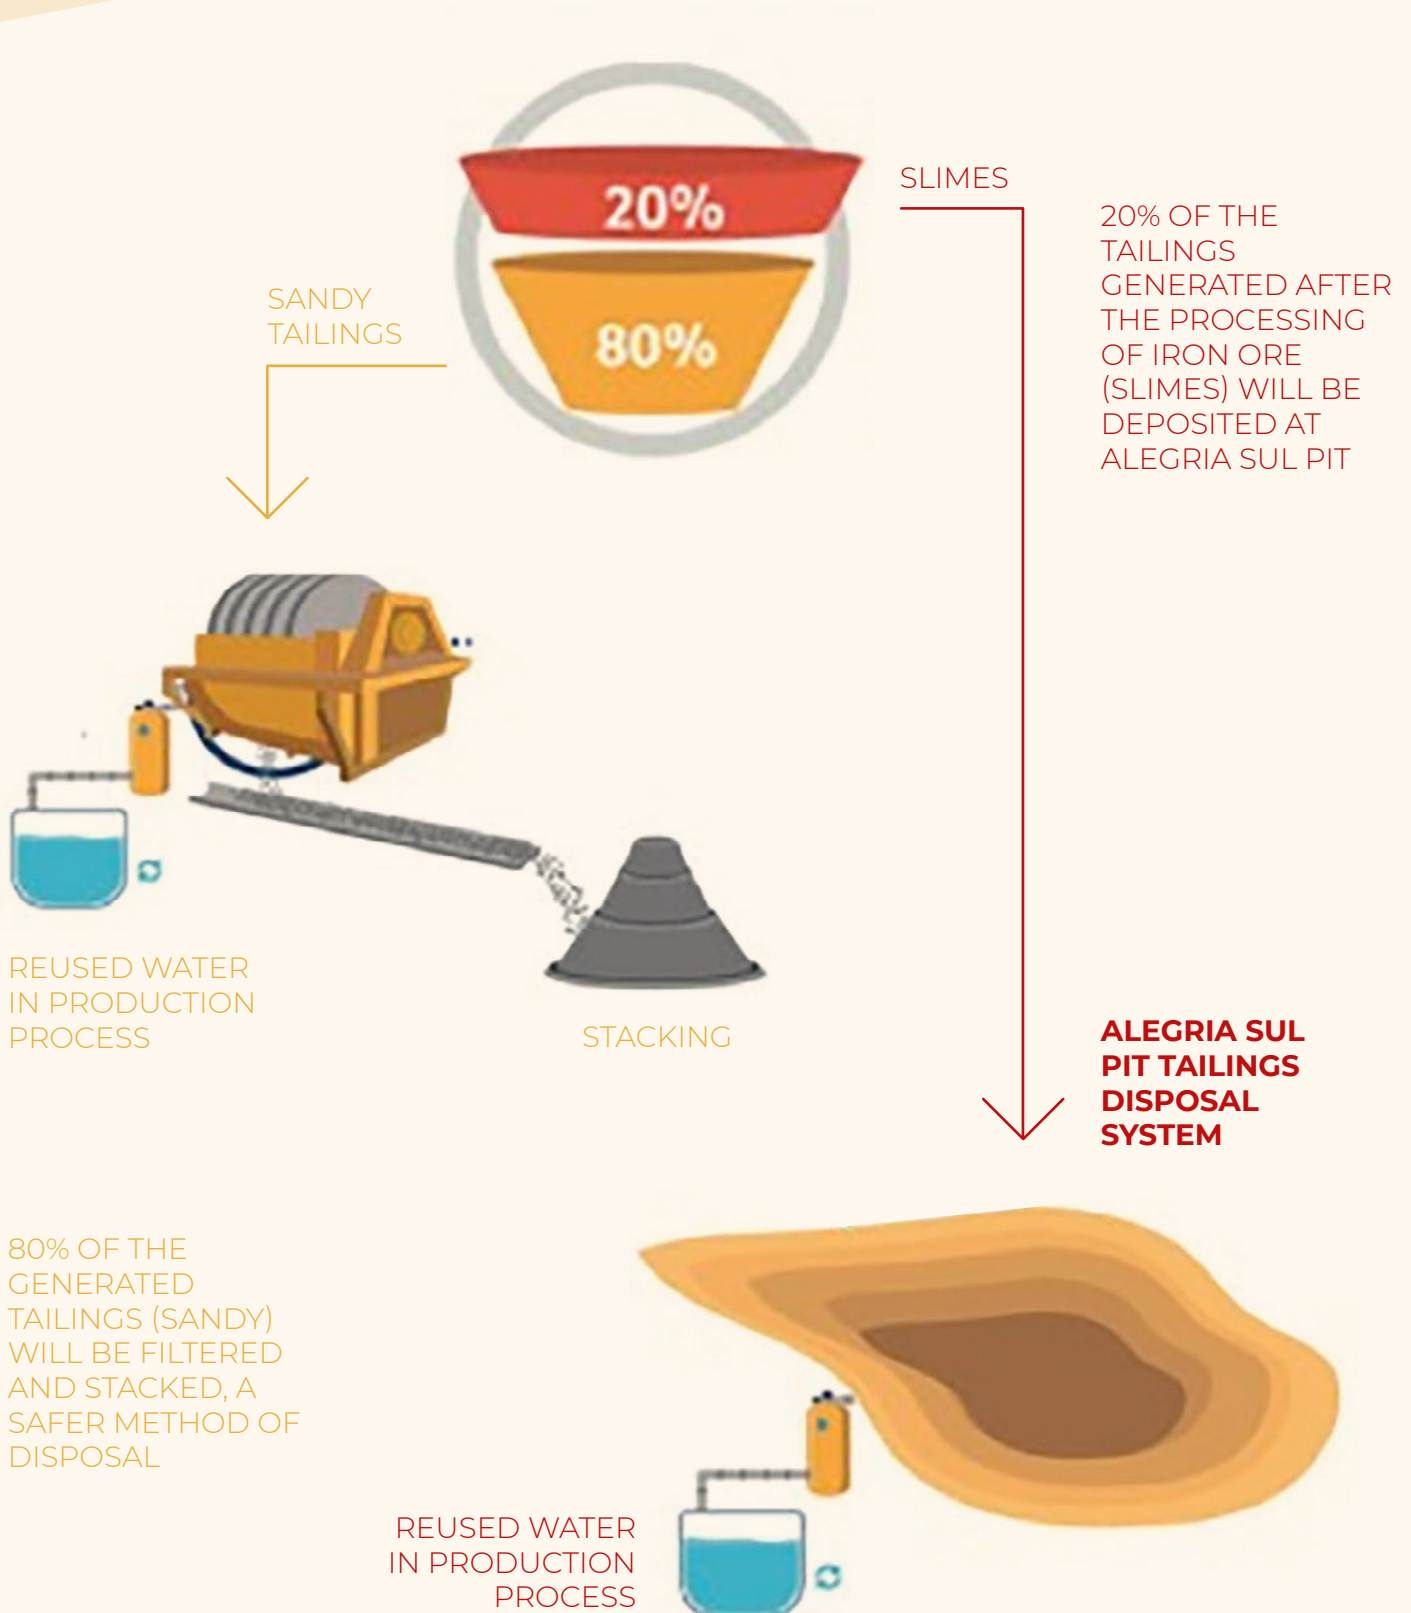 20%
80%
SLIMES
20% OF THE
TAILINGS
GENERATED AFTER
THE PROCESSING
OF IRON ORE
(SLIMES) WILL BE
DEPOSITED AT
ALEGRIA SUL PIT
SANDY
TAILINGS
REUSED WATER
IN PRODUCTION
PROCESS
STACKING
ALEGRIA SUL
PIT TAILINGS
DISPOSAL
SYSTEM
80% OF THE
GENERATED
TAILINGS (SANDY)
WILL BE FILTERED
AND STACKED, A
SAFER METHOD OF
DISPOSAL
REUSED WATER
IN PRODUCTION
PROCESS